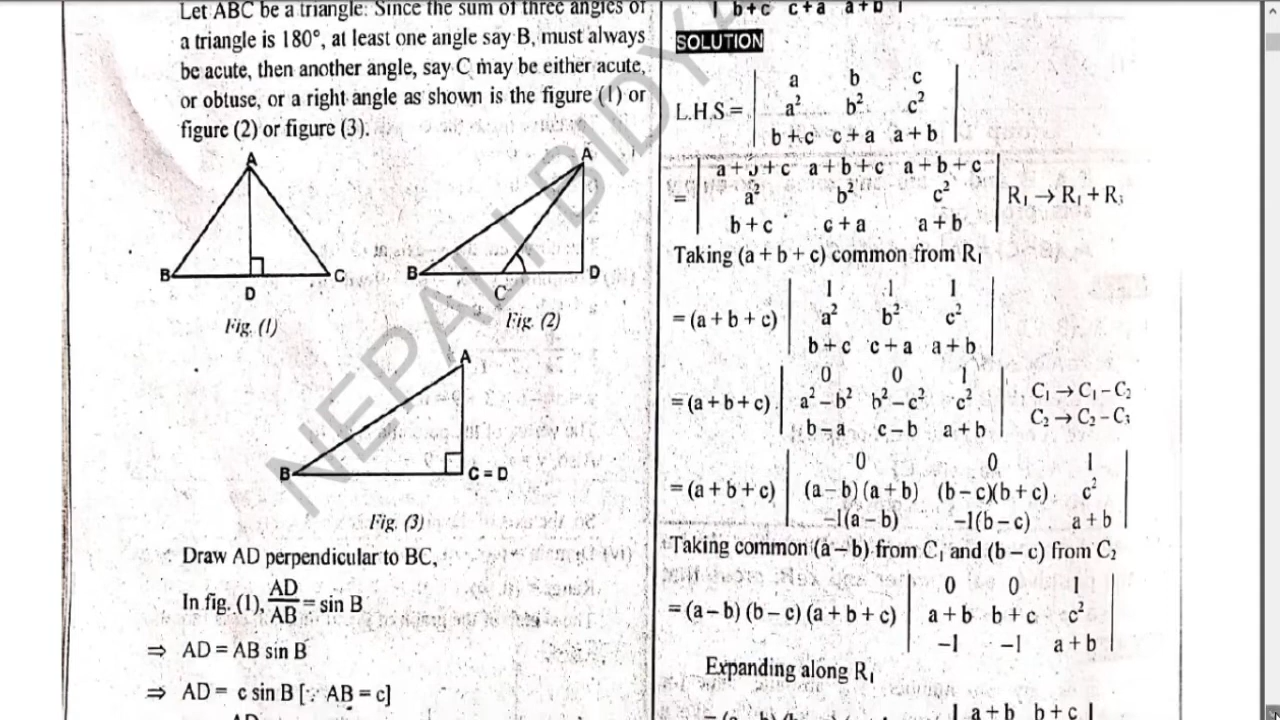 Let ABC be a triangle. Since the sum of three angles of
a triangle is 180°, at least one angle say B, must always
be acute, then another angle, say C may be either acute,
or obtuse, or a right angle as shown is the figure (1) or
figure (2) or figure (3).
A
B
C
D
Fig. (1)
A
B
C
D
Fig. (2)
A
B
C = D
Fig. (3)
Draw AD perpendicular to BC,
In fig. (1), AD/AB = sin B
⇒ AD = AB sin B
⇒ AD = c sin B [∵ AB = c]
AD
b+c c+a a+b
SOLUTION
L.H.S = | a b c
a² b² c²
b+c c+a a+b |
= | a+b+c a+b+c a+b+c
a² b² c²
b+c c+a a+b | R₁ → R₁ + R₃
Taking (a + b + c) common from R₁
= (a + b + c) | 1 1 1
a² b² c²
b+c c+a a+b |
= (a + b + c) | 0 0 1
a²–b² b²–c² c²
b–a c–b a+b | C₁ → C₁ – C₂
C₂ → C₂ – C₃
= (a + b + c) | 0 0 1
(a–b)(a+b) (b–c)(b+c) c²
–1(a–b) –1(b–c) a+b |
Taking common (a – b) from C₁ and (b – c) from C₂
= (a – b) (b – c) (a + b + c) | 0 0 1
a+b b+c c²
–1 –1 a+b |
Expanding along R₁
| a+b b+c |
NEPALI BIDYA